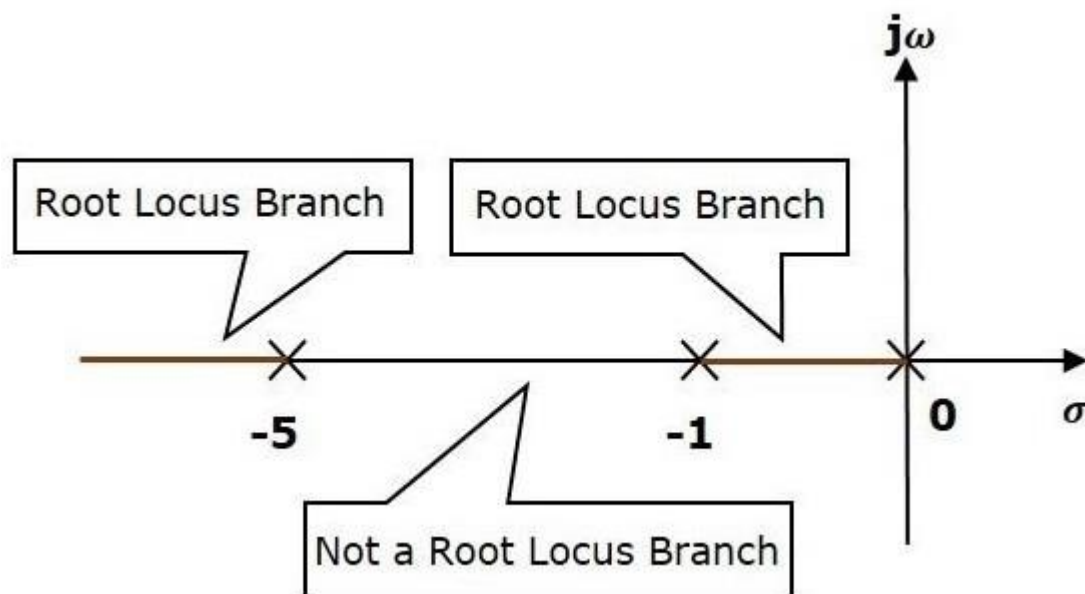 jω
Root Locus Branch
Root Locus Branch
-5
-1
0
σ
Not a Root Locus Branch